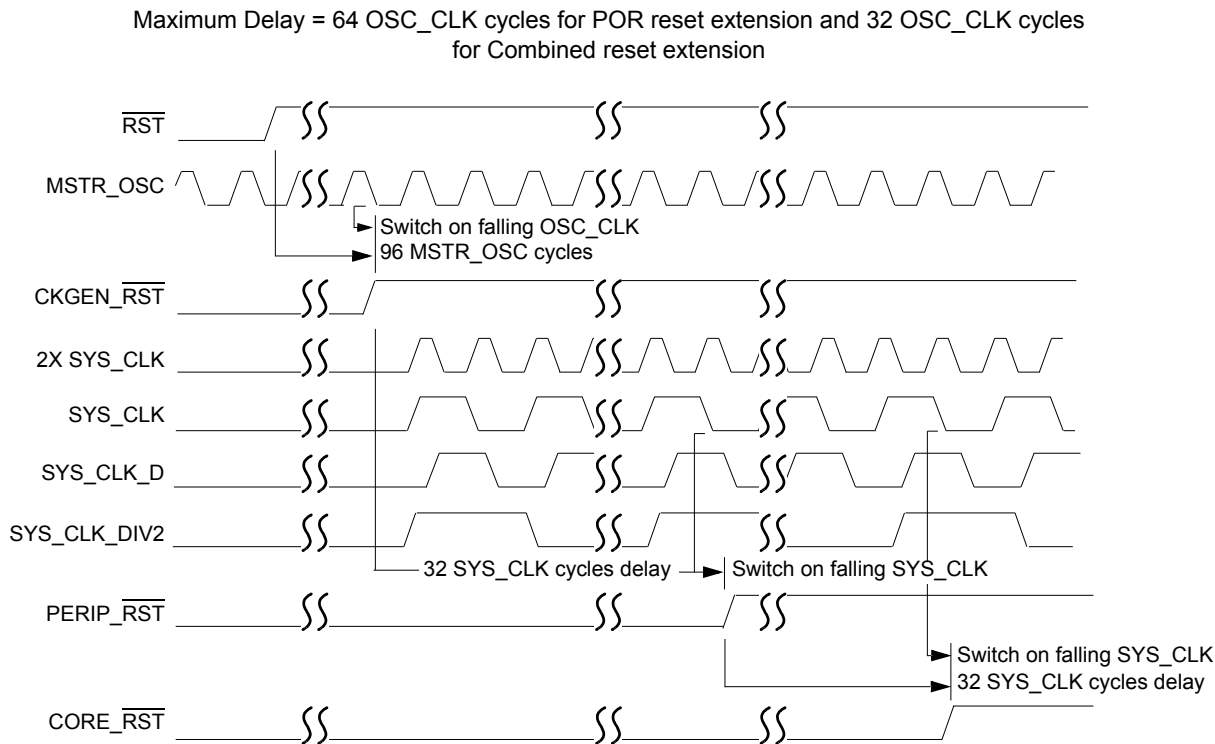 Maximum Delay = 64 OSC_CLK cycles for POR reset extension and 32 OSC_CLK cycles
for Combined reset extension
RST
MSTR_OSC
Switch on falling OSC_CLK
96 MSTR_OSC cycles
CKGEN_RST
2X SYS_CLK
SYS_CLK
SYS_CLK_D
SYS_CLK_DIV2
32 SYS_CLK cycles delay
Switch on falling SYS_CLK
PERIP_RST
Switch on falling SYS_CLK
32 SYS_CLK cycles delay
CORE_RST